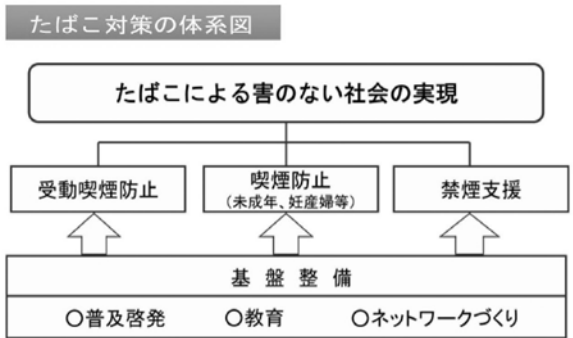 たばこ対策の体系図
たばこによる害のない社会の実現
受動喫煙防止
喫煙防止
(未成年、妊産婦等)
禁煙支援
基盤整備
○普及啓発 ○教育 ○ネットワークづくり